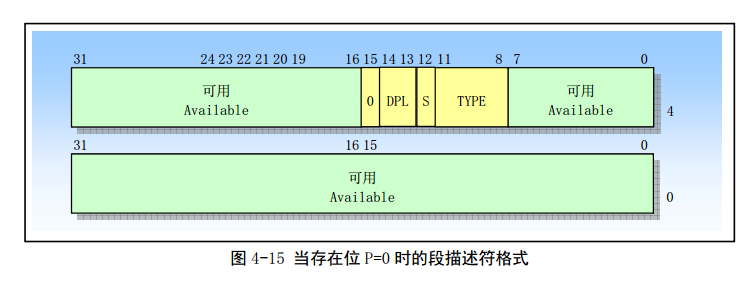 31 24 23 22 21 20 19 16 15 14 13 12 11 8 7 0
可用 0 DPL S TYPE 可用
Available Available
4
31 16 15 0
可用
Available
0
图 4-15 当存在位 P=0 时的段描述符格式